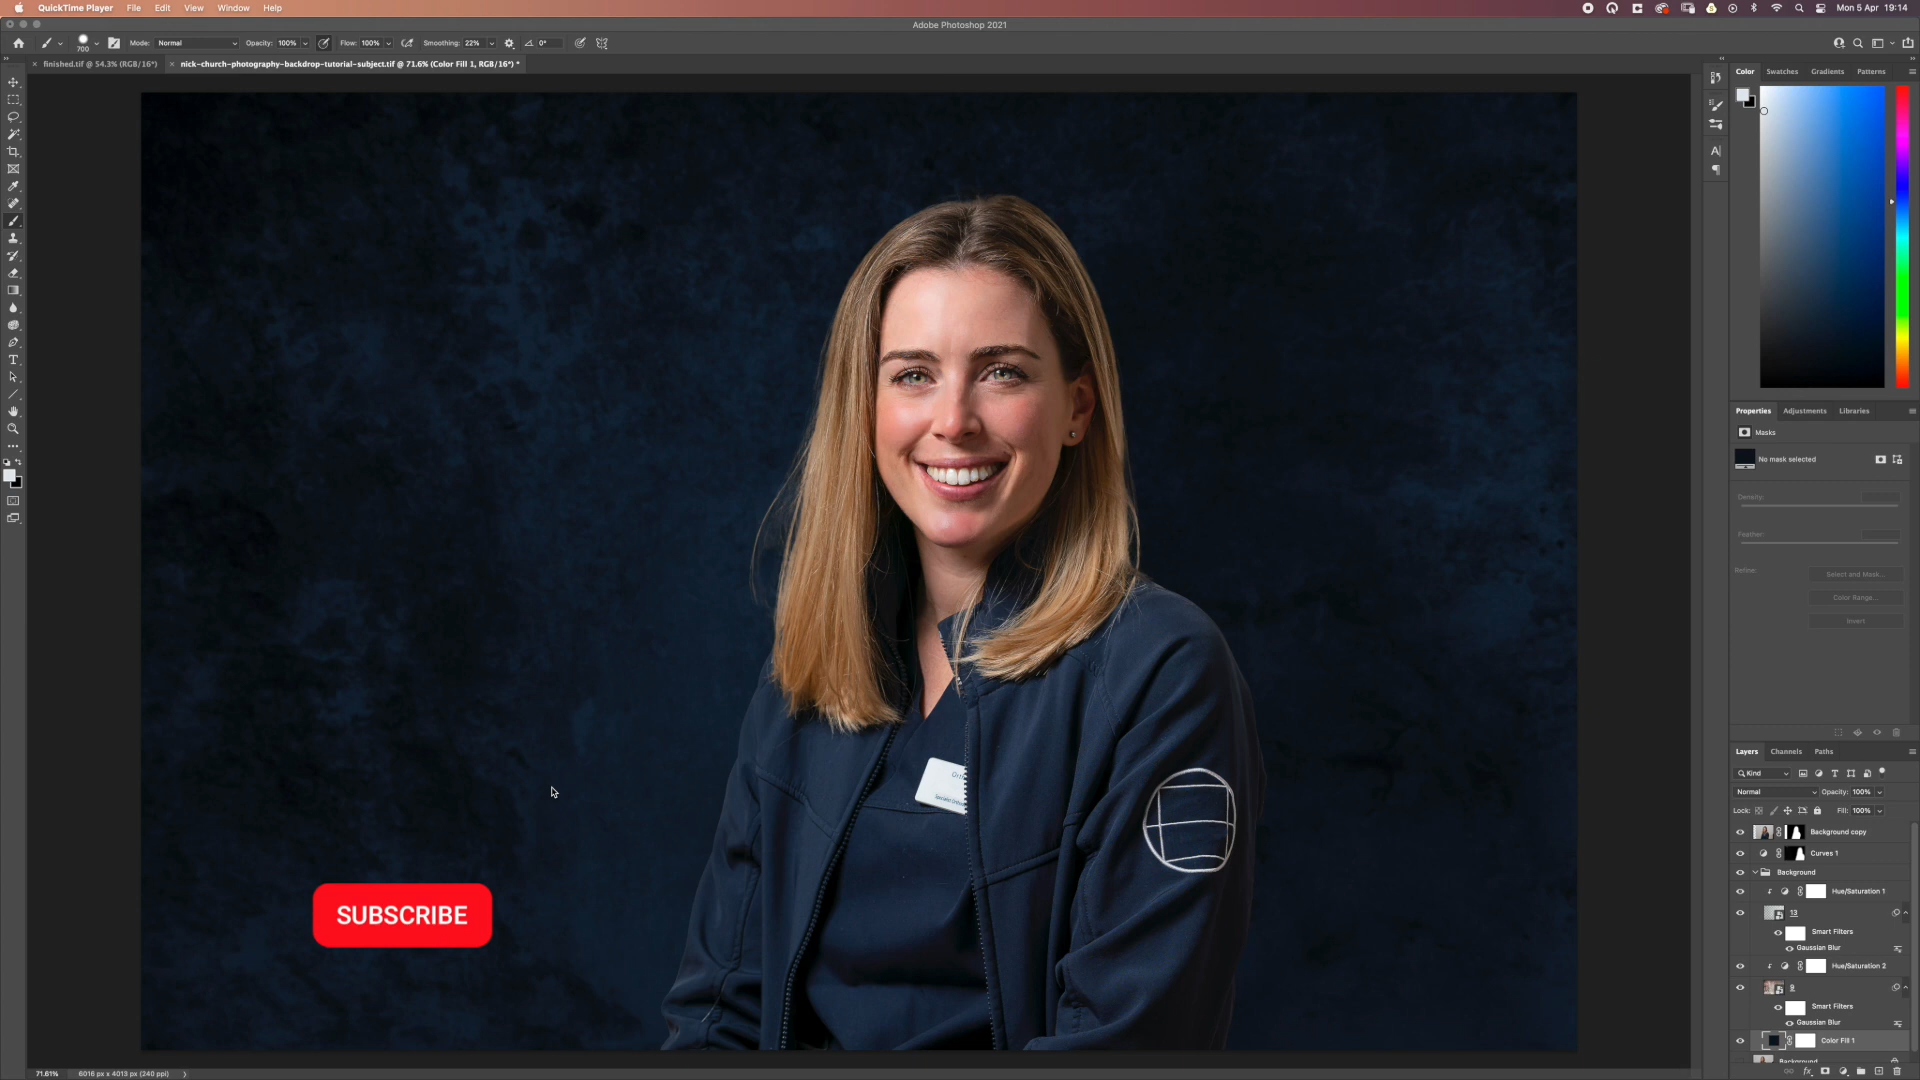 QuickTime Player File Edit View Window Help Mon 5 Apr 19:14
Adobe Photoshop 2021
700 Mode: Normal Opacity: 100% Flow: 100% Smoothing: 22% 0°
finished.tif @ 54.3% (RGB/16*) nick-church-photography-backdrop-tutorial-subject.tif @ 71.6% (Color Fill 1, RGB/16*) *
Color Swatches Gradients Patterns
Properties Adjustments Libraries
Masks
No mask selected
Density:
Feather:
Refine: Select and Mask...
Color Range...
Invert
Layers Channels Paths
Kind
Normal Opacity: 100%
Lock: Fill: 100%
Background copy
Curves 1
Background
Hue/Saturation 1
13
Smart Filters
Gaussian Blur
Hue/Saturation 2
9
Smart Filters
Gaussian Blur
Color Fill 1
Background
SUBSCRIBE
71.61% 6016 px x 4013 px (240 ppi)